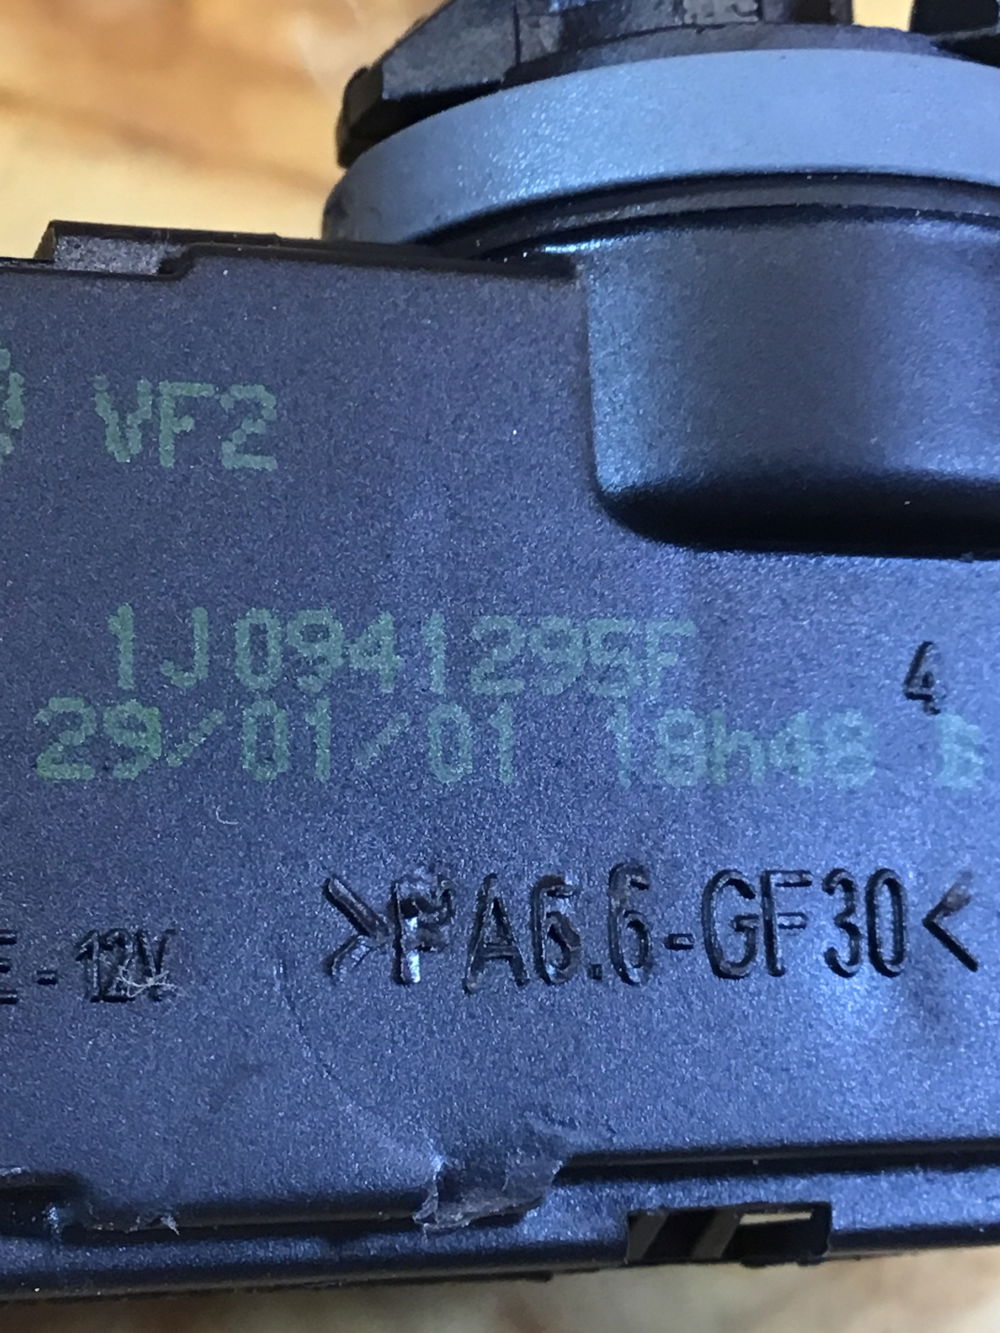 VF2
1J0941295F
4
29/01/01 18h48 E
E-12V
>PA6.6-GF30<